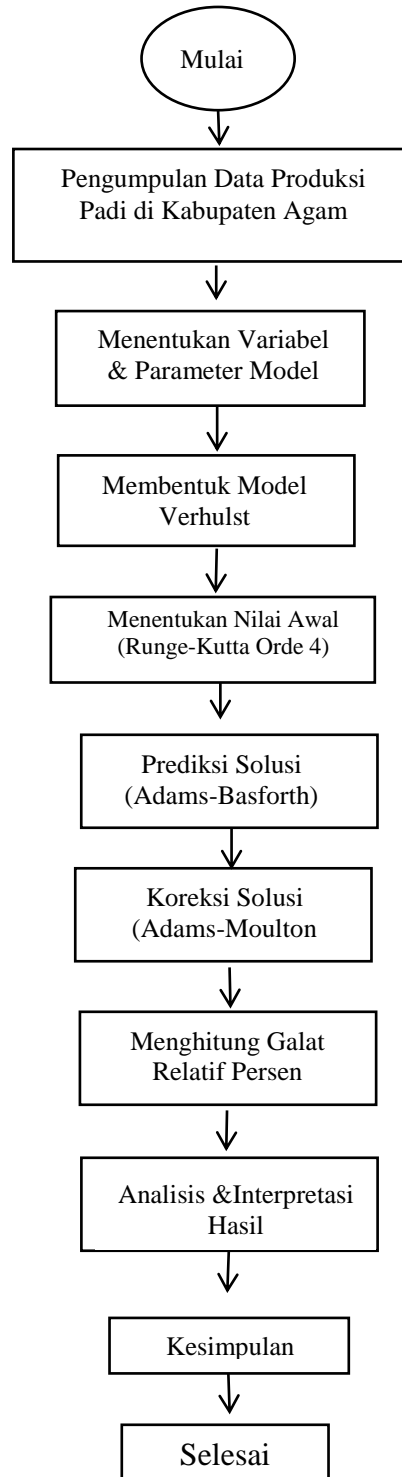 Mulai
Pengumpulan Data Produksi
Padi di Kabupaten Agam
Menentukan Variabel
& Parameter Model
Membentuk Model
Verhulst
Menentukan Nilai Awal
(Runge-Kutta Orde 4)
Prediksi Solusi
(Adams-Basforth)
Koreksi Solusi
(Adams-Moulton
Menghitung Galat
Relatif Persen
Analisis &Interpretasi
Hasil
Kesimpulan
Selesai